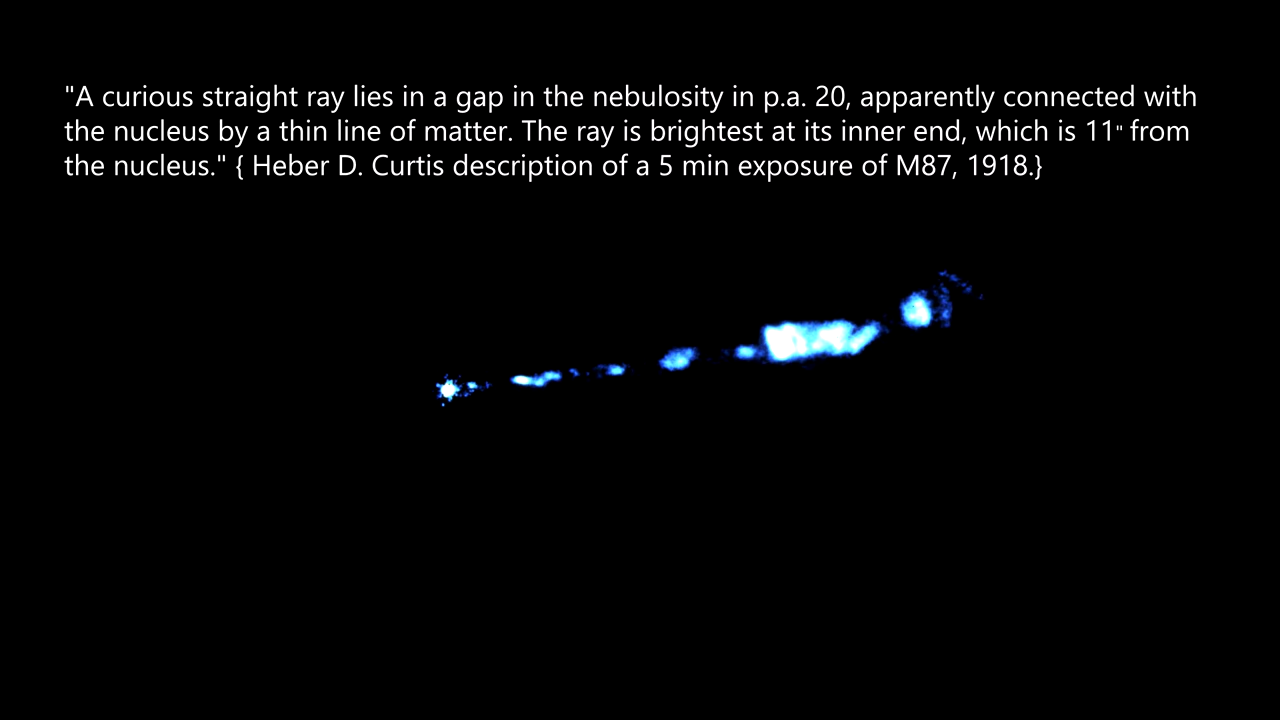 "A curious straight ray lies in a gap in the nebulosity in p.a. 20, apparently connected with
the nucleus by a thin line of matter. The ray is brightest at its inner end, which is 11" from
the nucleus." { Heber D. Curtis description of a 5 min exposure of M87, 1918.}